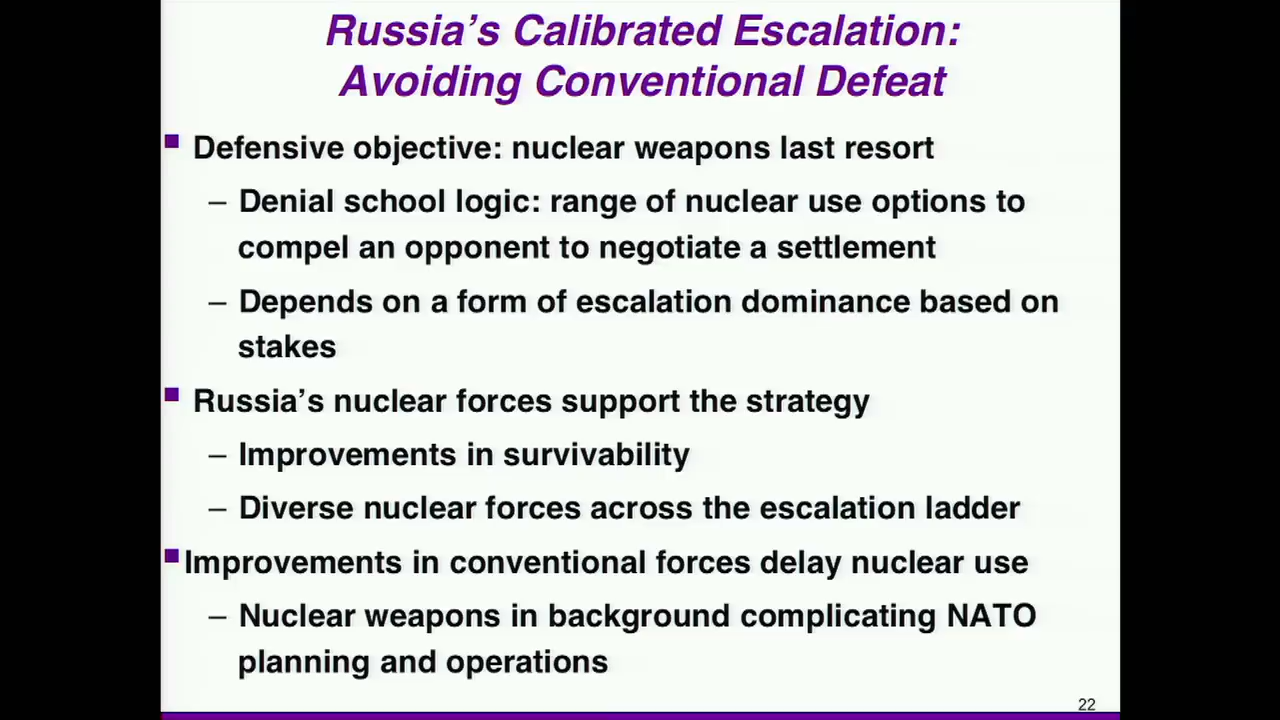 Russia’s Calibrated Escalation:
Avoiding Conventional Defeat
Defensive objective: nuclear weapons last resort
– Denial school logic: range of nuclear use options to
compel an opponent to negotiate a settlement
– Depends on a form of escalation dominance based on
stakes
Russia’s nuclear forces support the strategy
– Improvements in survivability
– Diverse nuclear forces across the escalation ladder
Improvements in conventional forces delay nuclear use
– Nuclear weapons in background complicating NATO
planning and operations
22